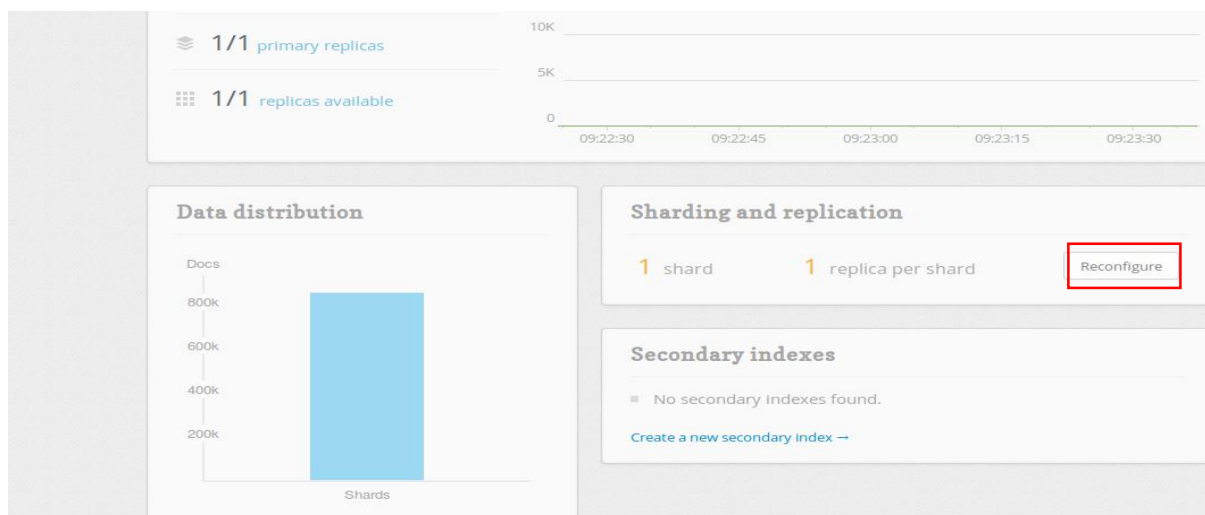 1/1 primary replicas
1/1 replicas available
10K
5K
0
09:22:30 09:22:45 09:23:00 09:23:15 09:23:30
Data distribution
Docs
800k
600k
400k
200k
Shards
Sharding and replication
1 shard 1 replica per shard Reconfigure
Secondary indexes
No secondary indexes found.
Create a new secondary index →